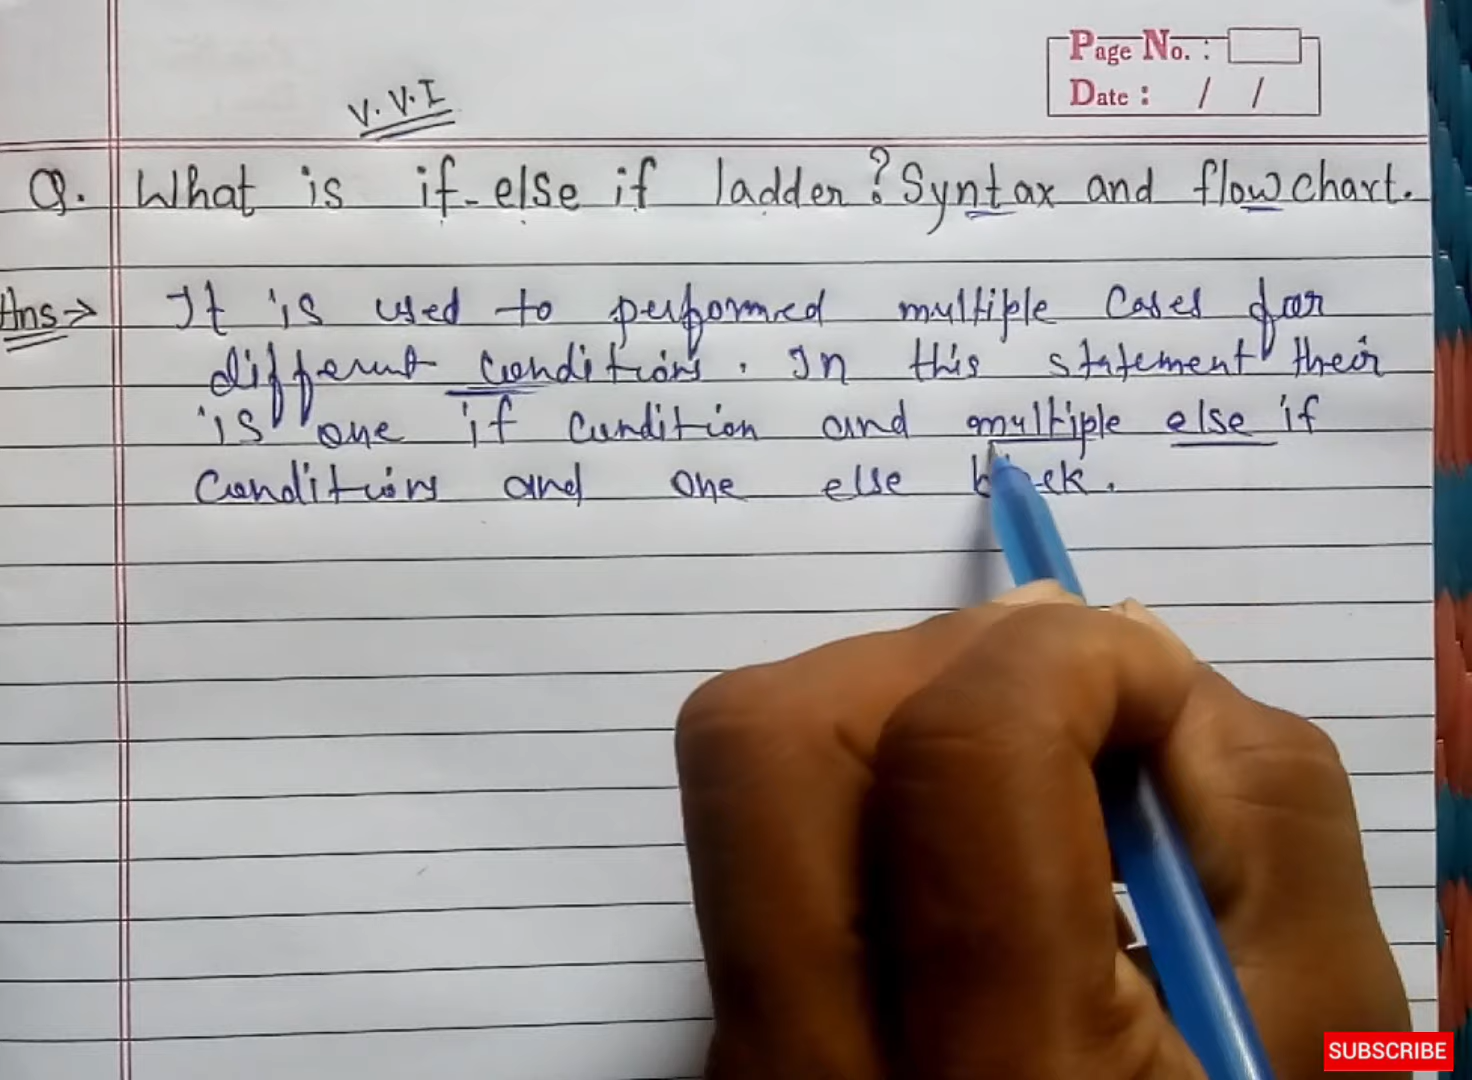 Page No. :
Date : / /
V.V.I
Q. What is if-else if ladder? Syntax and flowchart.
Ans→ It is used to performed multiple Cases for
different conditions. In this statement their
is one if condition and multiple else if
conditions and one else block.
SUBSCRIBE